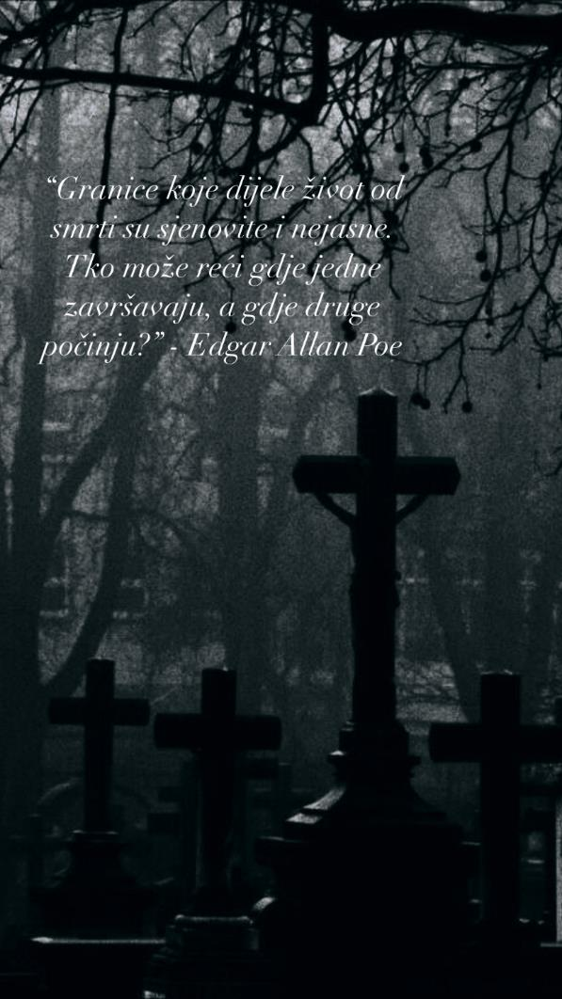 “Granice koje dijele život od
smrti su sjenovite i nejasne.
Tko može reći gdje jedne
završavaju, a gdje druge
počinju?” - Edgar Allan Poe